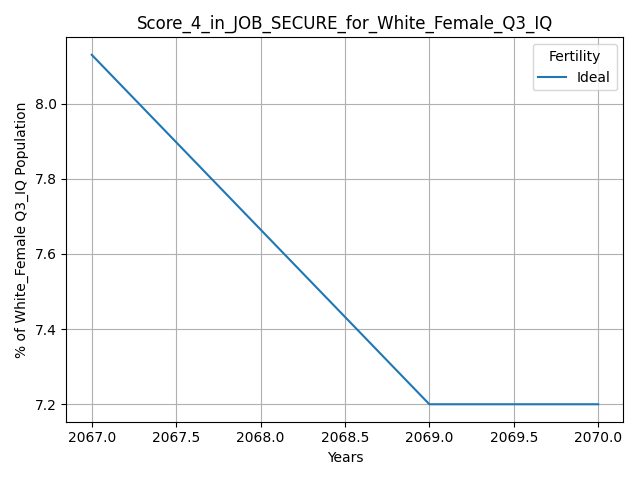 Score_4_in_JOB_SECURE_for_White_Female_Q3_IQ
Fertility
Ideal
% of White_Female Q3_IQ Population
8.0
7.8
7.6
7.4
7.2
2067.0 2067.5 2068.0 2068.5 2069.0 2069.5 2070.0
Years